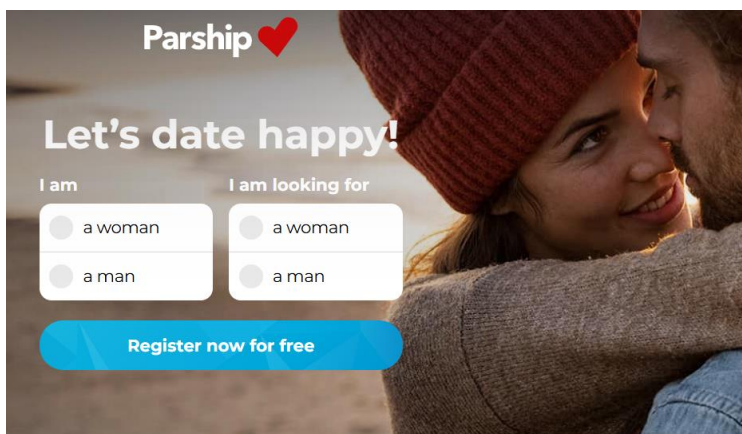 Parship
Let's date happy!
I am
I am looking for
a woman
a woman
a man
a man
Register now for free